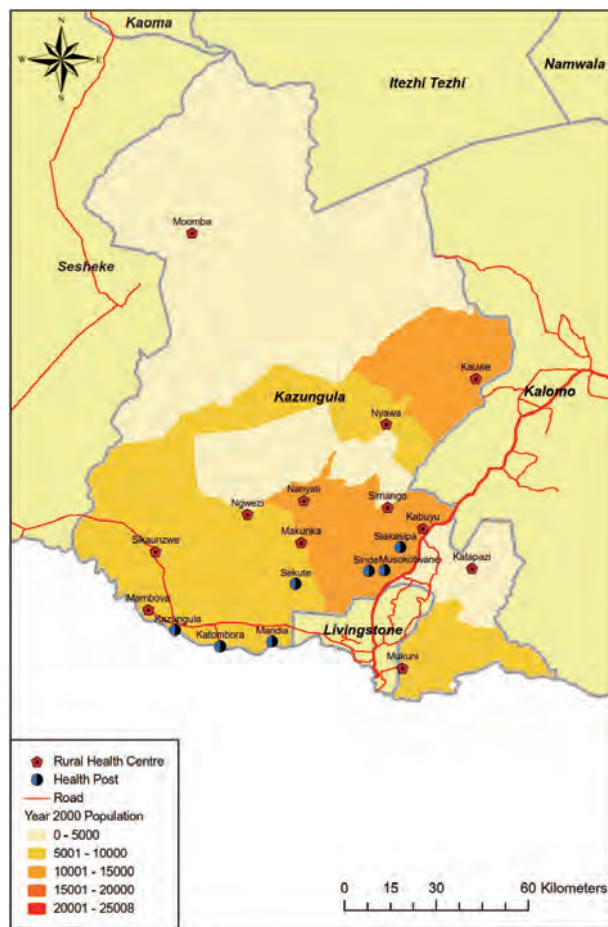 Kaoma
N
W E
S
Namwala
Itezhi Tezhi
Moomba
Sesheke
Kauwe
Kazungula
Kalomo
Nyawa
Nanyati
Simango
Ngwezi
Kabuyu
Makunka
Siakasipa
Sikaunzwe
Sinde Musokotwane
Katapazi
Sekute
Mambova
Kazungula
Livingstone
Katombora
Mandia
Mukuni
Rural Health Centre
Health Post
Road
Year 2000 Population
0 - 5000
5001 - 10000
10001 - 15000
15001 - 20000
20001 - 25008
0 15 30 60 Kilometers